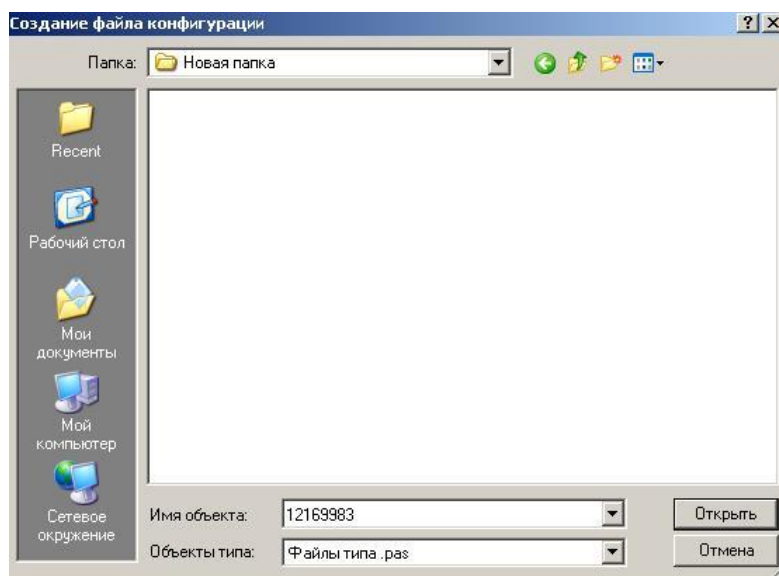 Создание файла конфигурации
Папка: Новая папка
Recent
Рабочий стол
Мои
документы
Мой
компьютер
Сетевое
окружение
Имя объекта: 12169983 Открыть
Объекты типа: Файлы типа .pas Отмена